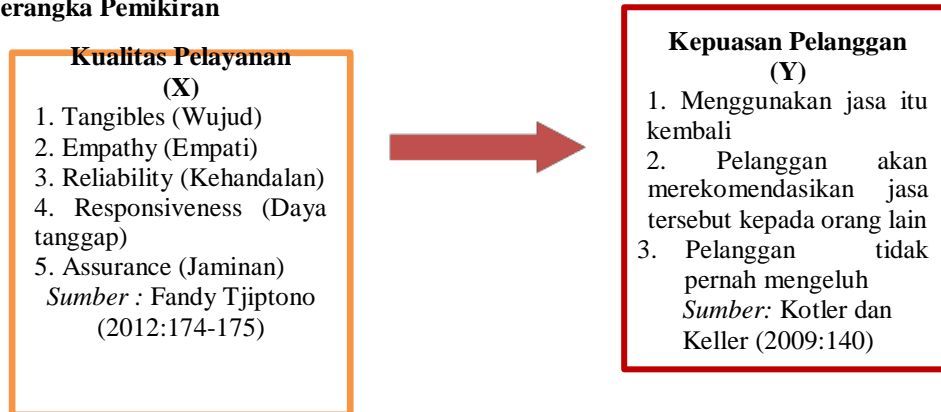 erangka Pemikiran
Kualitas Pelayanan
(X)
1. Tangibles (Wujud)
2. Empathy (Empati)
3. Reliability (Kehandalan)
4. Responsiveness (Daya
tanggap)
5. Assurance (Jaminan)
Sumber : Fandy Tjiptono
(2012:174-175)
Kepuasan Pelanggan
(Y)
1. Menggunakan jasa itu
kembali
2. Pelanggan akan
merekomendasikan jasa
tersebut kepada orang lain
3. Pelanggan tidak
pernah mengeluh
Sumber: Kotler dan
Keller (2009:140)